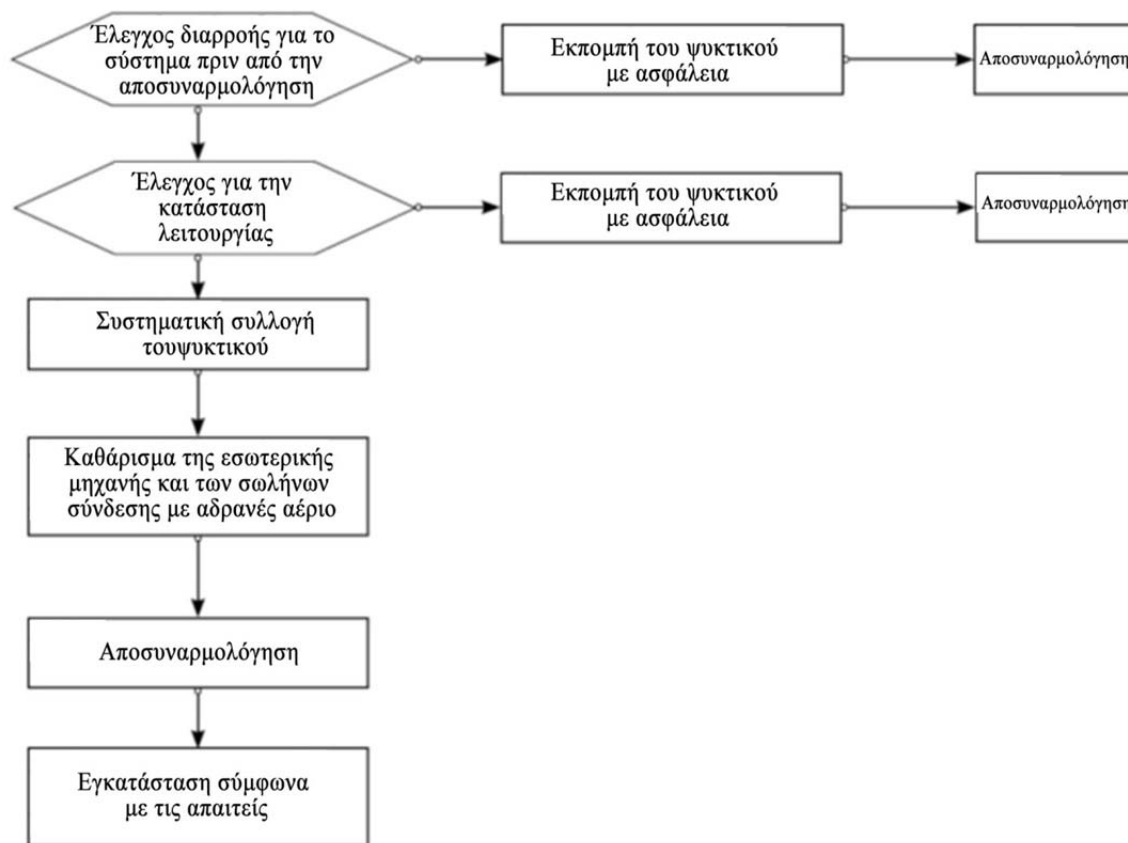 Έλεγχος διαρροής για το
σύστημα πριν από την
αποσυναρμολόγηση
Εκπομπή του ψυκτικού
με ασφάλεια
Αποσυναρμολόγηση
Έλεγχος για την
κατάσταση
λειτουργίας
Εκπομπή του ψυκτικού
με ασφάλεια
Αποσυναρμολόγηση
Συστηματική συλλογή
τουψυκτικού
Καθάρισμα της εσωτερικής
μηχανής και των σωλήνων
σύνδεσης με αδρανές αέριο
Αποσυναρμολόγηση
Εγκατάσταση σύμφωνα
με τις απαιτείς